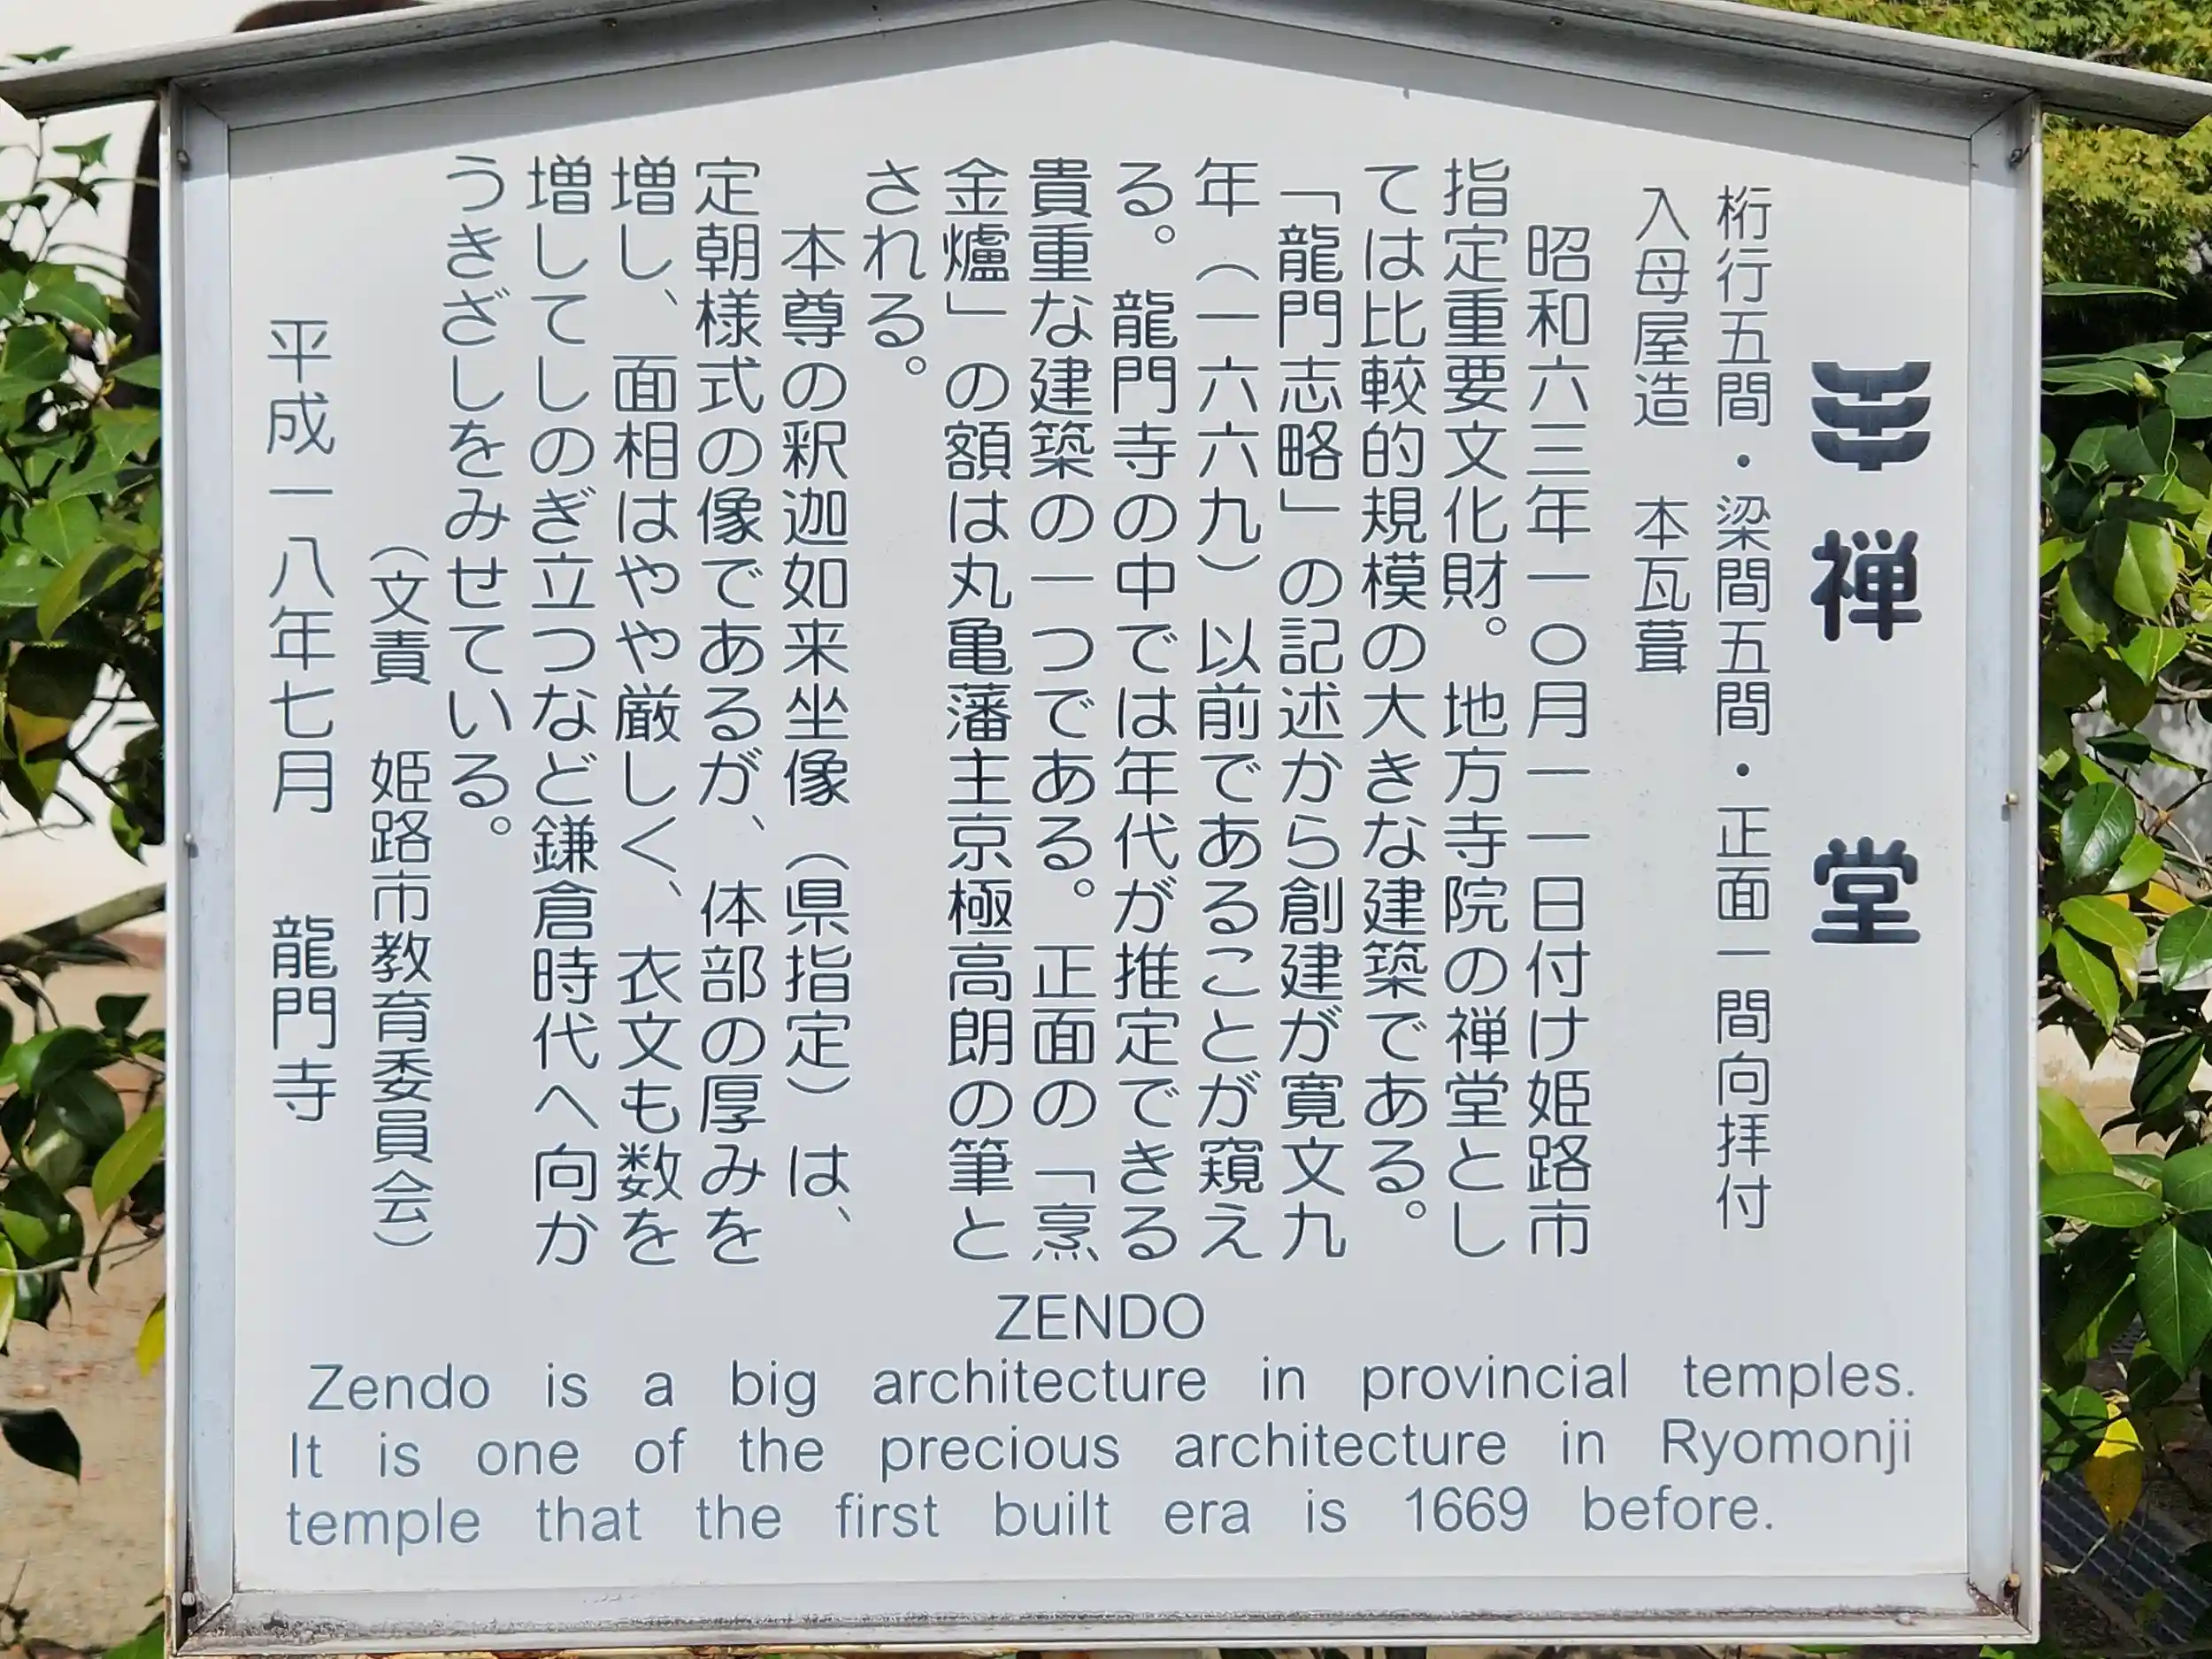 禅堂
桁行五間・梁間五間・正面一間向拝付
入母屋造 本瓦葺
昭和六三年一〇月一一日付け姫路市
指定重要文化財。地方寺院の禅堂とし
ては比較的規模の大きな建築である。
「龍門志略」の記述から創建が寛文九
年(一六六九)以前であることが窺え
る。龍門寺の中では年代が推定できる
貴重な建築の一つである。正面の「烹
金爐」の額は丸亀藩主京極高朗の筆と
される。
本尊の釈迦如来坐像(県指定)は、
定朝様式の像であるが、体部の厚みを
増し、面相はやや厳しく、衣文も数を
増してしのぎ立つなど鎌倉時代へ向か
うきざしをみせている。
(文責 姫路市教育委員会)
平成一八年七月 龍門寺
ZENDO
Zendo is a big architecture in provincial temples.
It is one of the precious architecture in Ryomonji
temple that the first built era is 1669 before.